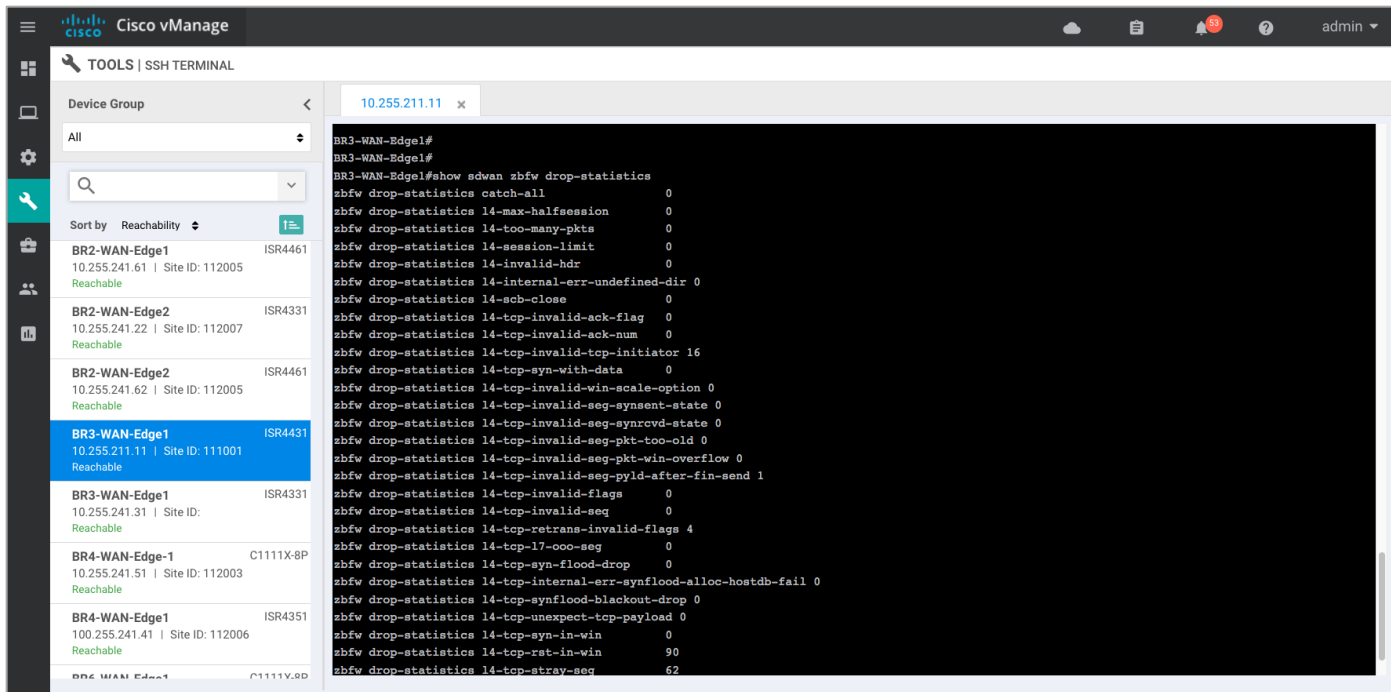 cisco Cisco vManage
53
admin
TOOLS | SSH TERMINAL
Device Group
All
Sort by Reachability
BR2-WAN-Edge1 ISR4461
10.255.241.61 | Site ID: 112005
Reachable
BR2-WAN-Edge2 ISR4331
10.255.241.22 | Site ID: 112007
Reachable
BR2-WAN-Edge2 ISR4461
10.255.241.62 | Site ID: 112005
Reachable
BR3-WAN-Edge1 ISR4431
10.255.211.11 | Site ID: 111001
Reachable
BR3-WAN-Edge1 ISR4331
10.255.241.31 | Site ID:
Reachable
BR4-WAN-Edge-1 C1111X-8P
10.255.241.51 | Site ID: 112003
Reachable
BR4-WAN-Edge1 ISR4351
100.255.241.41 | Site ID: 112006
Reachable
BR6-WAN-Edge1 C1111X-8P
10.255.211.11 x
BR3-WAN-Edge1#
BR3-WAN-Edge1#
BR3-WAN-Edge1#show sdwan zbfw drop-statistics
zbfw drop-statistics catch-all 0
zbfw drop-statistics l4-max-halfsession 0
zbfw drop-statistics l4-too-many-pkts 0
zbfw drop-statistics l4-session-limit 0
zbfw drop-statistics l4-invalid-hdr 0
zbfw drop-statistics l4-internal-err-undefined-dir 0
zbfw drop-statistics l4-scb-close 0
zbfw drop-statistics l4-tcp-invalid-ack-flag 0
zbfw drop-statistics l4-tcp-invalid-ack-num 0
zbfw drop-statistics l4-tcp-invalid-tcp-initiator 16
zbfw drop-statistics l4-tcp-syn-with-data 0
zbfw drop-statistics l4-tcp-invalid-win-scale-option 0
zbfw drop-statistics l4-tcp-invalid-seg-synsent-state 0
zbfw drop-statistics l4-tcp-invalid-seg-synrcvd-state 0
zbfw drop-statistics l4-tcp-invalid-seg-pkt-too-old 0
zbfw drop-statistics l4-tcp-invalid-seg-pkt-win-overflow 0
zbfw drop-statistics l4-tcp-invalid-seg-pyld-after-fin-send 1
zbfw drop-statistics l4-tcp-invalid-flags 0
zbfw drop-statistics l4-tcp-invalid-seq 0
zbfw drop-statistics l4-tcp-retrans-invalid-flags 4
zbfw drop-statistics l4-tcp-l7-ooo-seg 0
zbfw drop-statistics l4-tcp-syn-flood-drop 0
zbfw drop-statistics l4-tcp-internal-err-synflood-alloc-hostdb-fail 0
zbfw drop-statistics l4-tcp-synflood-blackout-drop 0
zbfw drop-statistics l4-tcp-unexpect-tcp-payload 0
zbfw drop-statistics l4-tcp-syn-in-win 0
zbfw drop-statistics l4-tcp-rst-in-win 90
zbfw drop-statistics l4-tcp-stray-seg 62